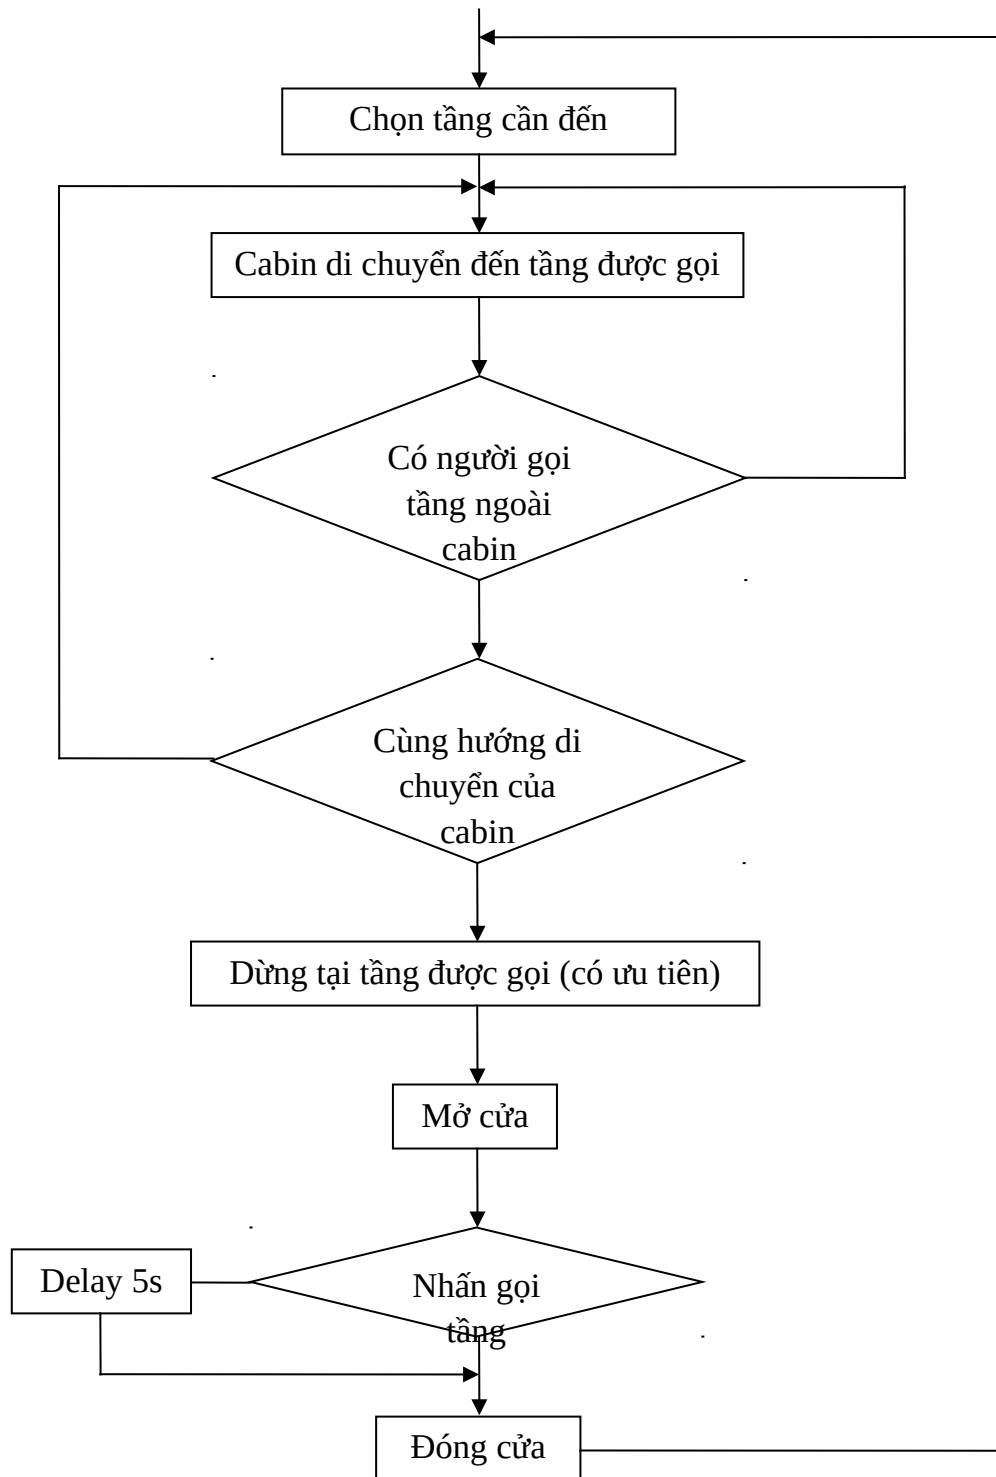 Chọn tầng cần đến
Cabin di chuyển đến tầng được gọi
Có người gọi
tầng ngoài
cabin
Cùng hướng di
chuyển của
cabin
Dừng tại tầng được gọi (có ưu tiên)
Mở cửa
Delay 5s
Nhấn gọi
tầng
Đóng cửa